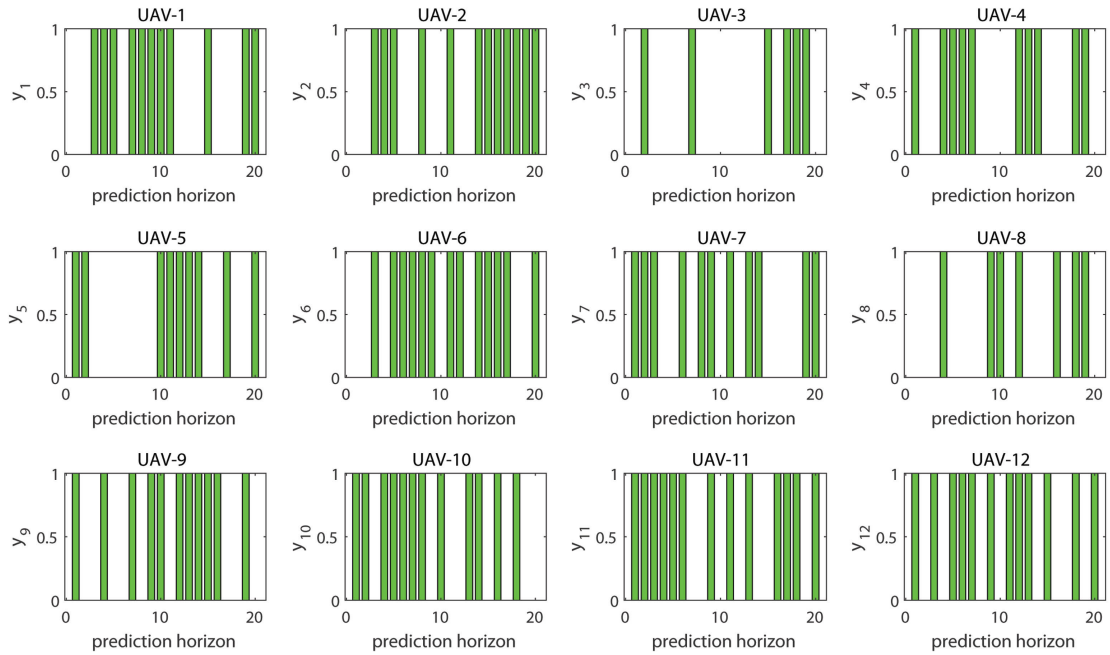 UAV-1
1
0.5
0
y1
0 10 20
prediction horizon
UAV-2
1
0.5
0
y2
0 10 20
prediction horizon
UAV-3
1
0.5
0
y3
0 10 20
prediction horizon
UAV-4
1
0.5
0
y4
0 10 20
prediction horizon
UAV-5
1
0.5
0
y5
0 10 20
prediction horizon
UAV-6
1
0.5
0
y6
0 10 20
prediction horizon
UAV-7
1
0.5
0
y7
0 10 20
prediction horizon
UAV-8
1
0.5
0
y8
0 10 20
prediction horizon
UAV-9
1
0.5
0
y9
0 10 20
prediction horizon
UAV-10
1
0.5
0
y10
0 10 20
prediction horizon
UAV-11
1
0.5
0
y11
0 10 20
prediction horizon
UAV-12
1
0.5
0
y12
0 10 20
prediction horizon